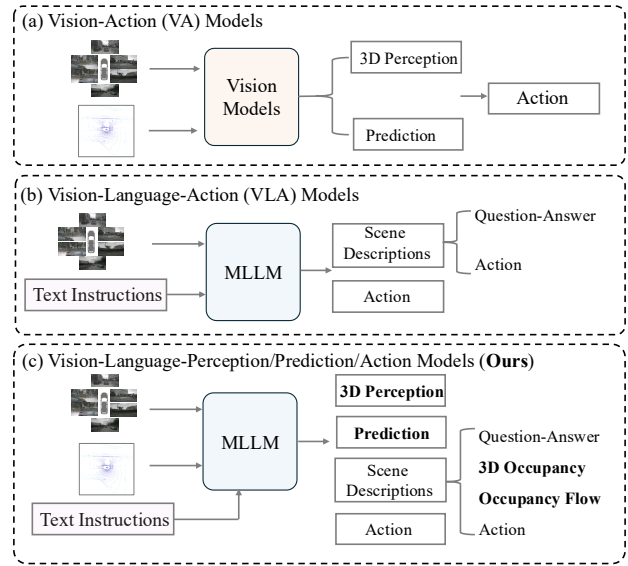 (a) Vision-Action (VA) Models
Vision
Models
3D Perception
Prediction
Action
(b) Vision-Language-Action (VLA) Models
Text Instructions
MLLM
Scene
Descriptions
Action
Question-Answer
Action
(c) Vision-Language-Perception/Prediction/Action Models (Ours)
Text Instructions
MLLM
3D Perception
Prediction
Scene
Descriptions
Action
Question-Answer
3D Occupancy
Occupancy Flow
Action